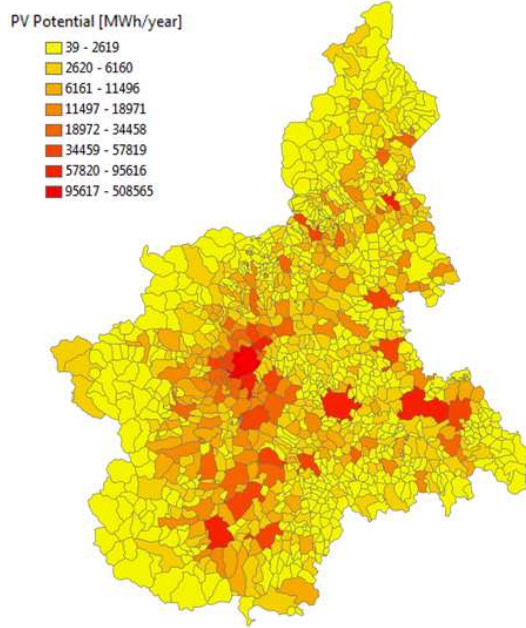 PV Potential [MWh/year]
39 - 2619
2620 - 6160
6161 - 11496
11497 - 18971
18972 - 34458
34459 - 57819
57820 - 95616
95617 - 508565